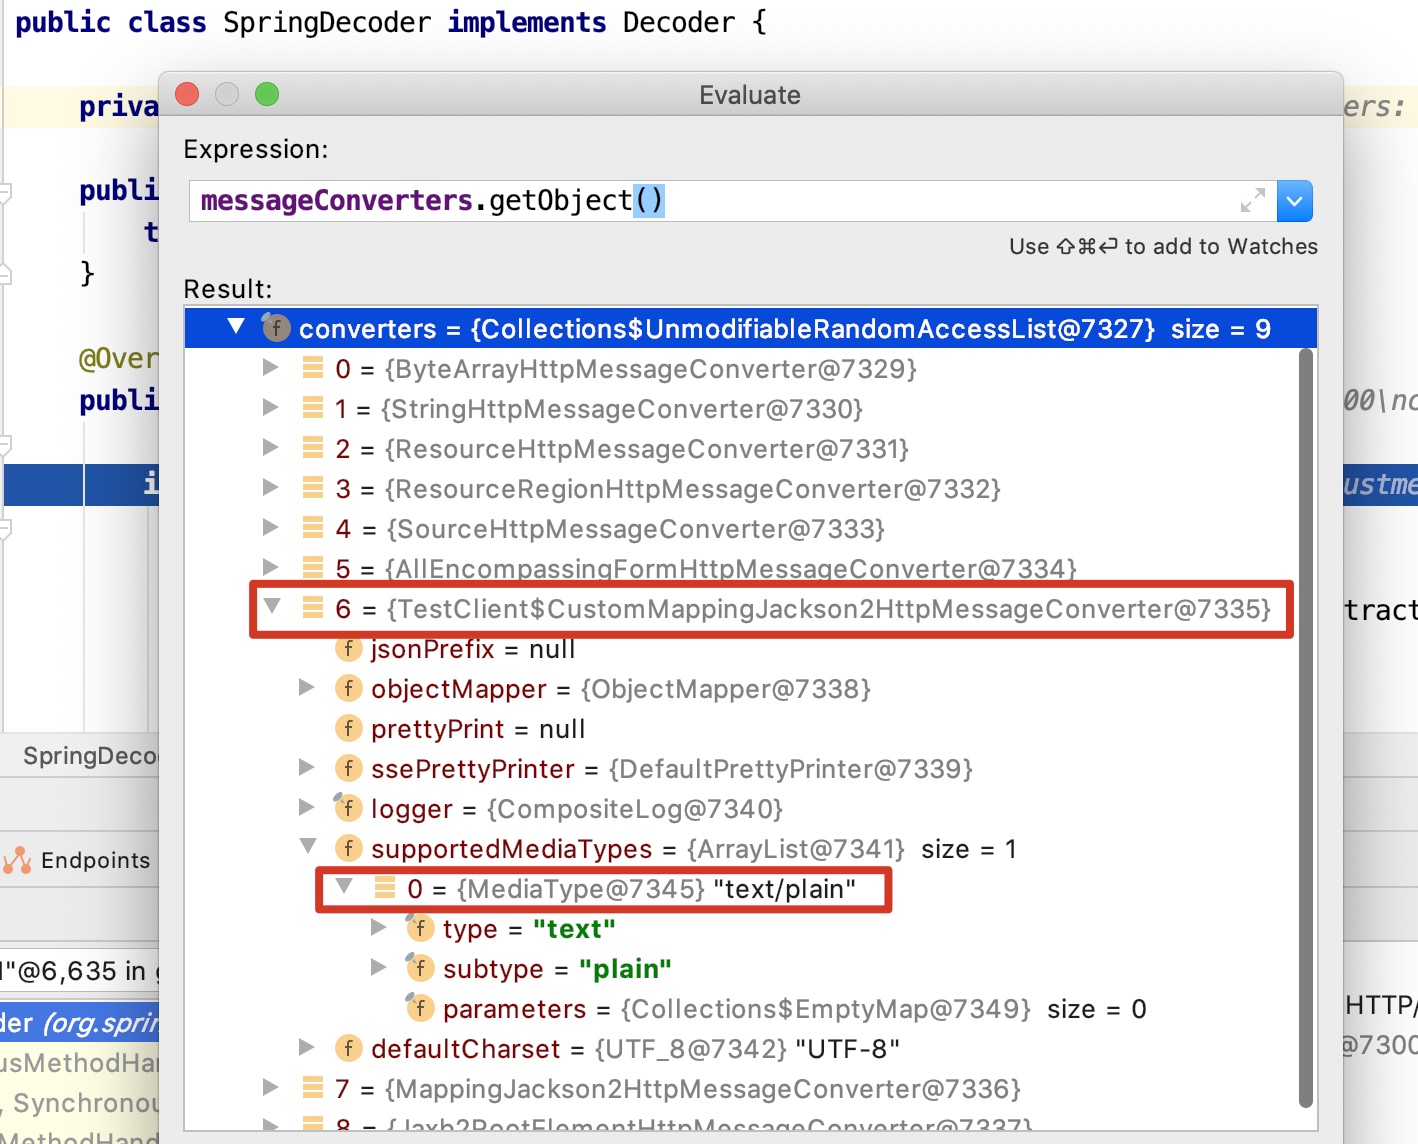 public class SpringDecoder implements Decoder {
Evaluate
priva
ers:
Expression:
publi
messageConverters.getObject()
t
Use ⇧⌘↩ to add to Watches
}
Result:
converters = {Collections$UnmodifiableRandomAccessList@7327} size = 9
@Over
0 = {ByteArrayHttpMessageConverter@7329}
publi
00\nc
1 = {StringHttpMessageConverter@7330}
2 = {ResourceHttpMessageConverter@7331}
i
3 = {ResourceRegionHttpMessageConverter@7332}
ustme
4 = {SourceHttpMessageConverter@7333}
5 = {AllEncompassingFormHttpMessageConverter@7334}
6 = {TestClient$CustomMappingJackson2HttpMessageConverter@7335}
tract
f jsonPrefix = null
f objectMapper = {ObjectMapper@7338}
f prettyPrint = null
SpringDeco
f ssePrettyPrinter = {DefaultPrettyPrinter@7339}
f logger = {CompositeLog@7340}
f supportedMediaTypes = {ArrayList@7341} size = 1
Endpoints
0 = {MediaType@7345} "text/plain"
f type = "text"
"@6,635 in
f subtype = "plain"
f parameters = {Collections$EmptyMap@7349} size = 0
HTTP/
der (org.sprin
f defaultCharset = {UTF_8@7342} "UTF-8"
@7300
usMethodHa
7 = {MappingJackson2HttpMessageConverter@7336}
, Synchronou
8 = {Jaxb2RootElementHttpMessageConverter@7337}
MethodHand